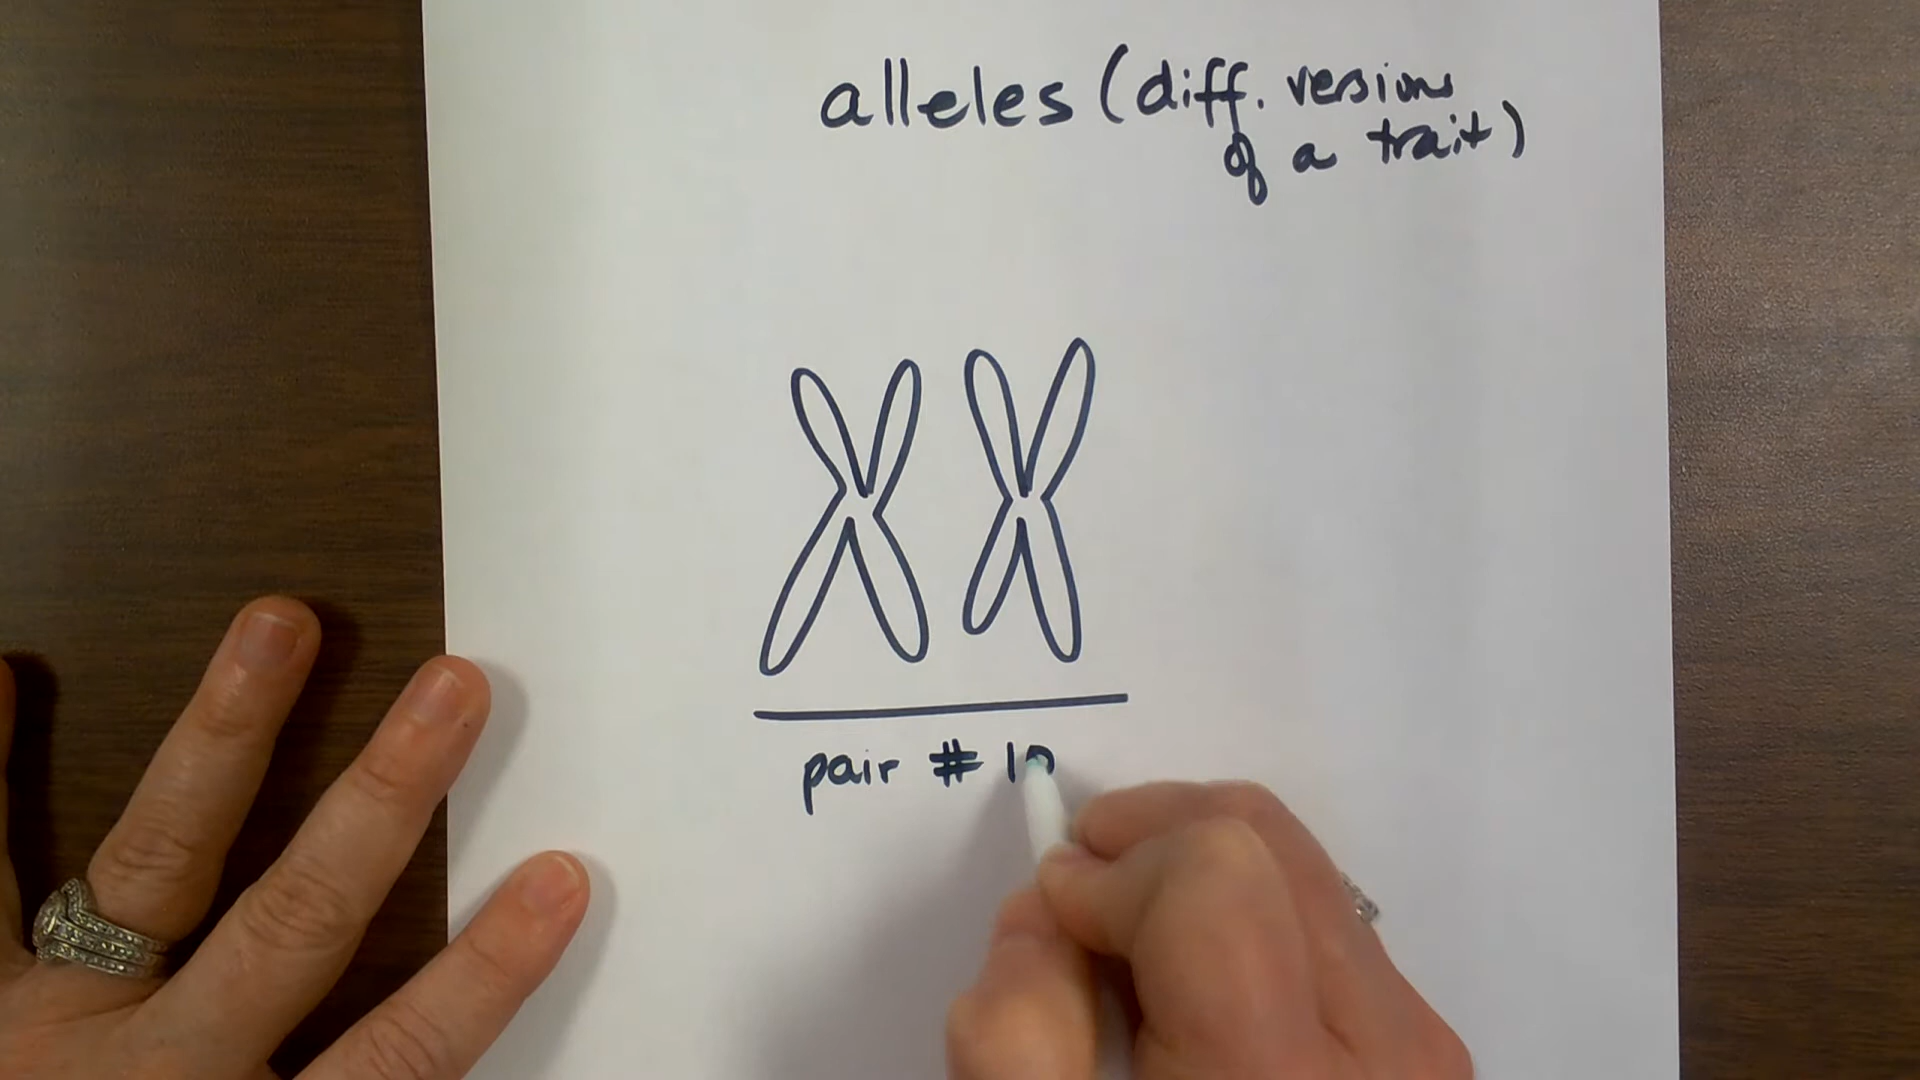 alleles (diff. versions
of a trait)
pair #